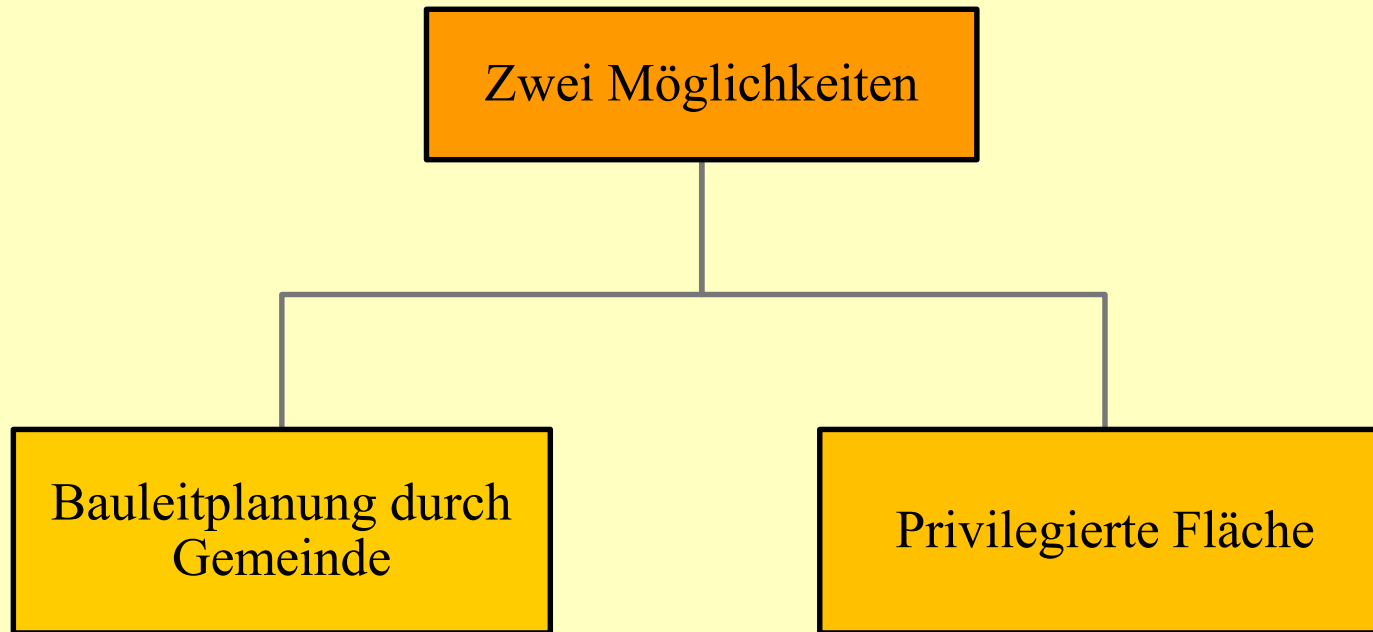 Zwei Möglichkeiten
Bauleitplanung durch
Gemeinde
Privilegierte Fläche